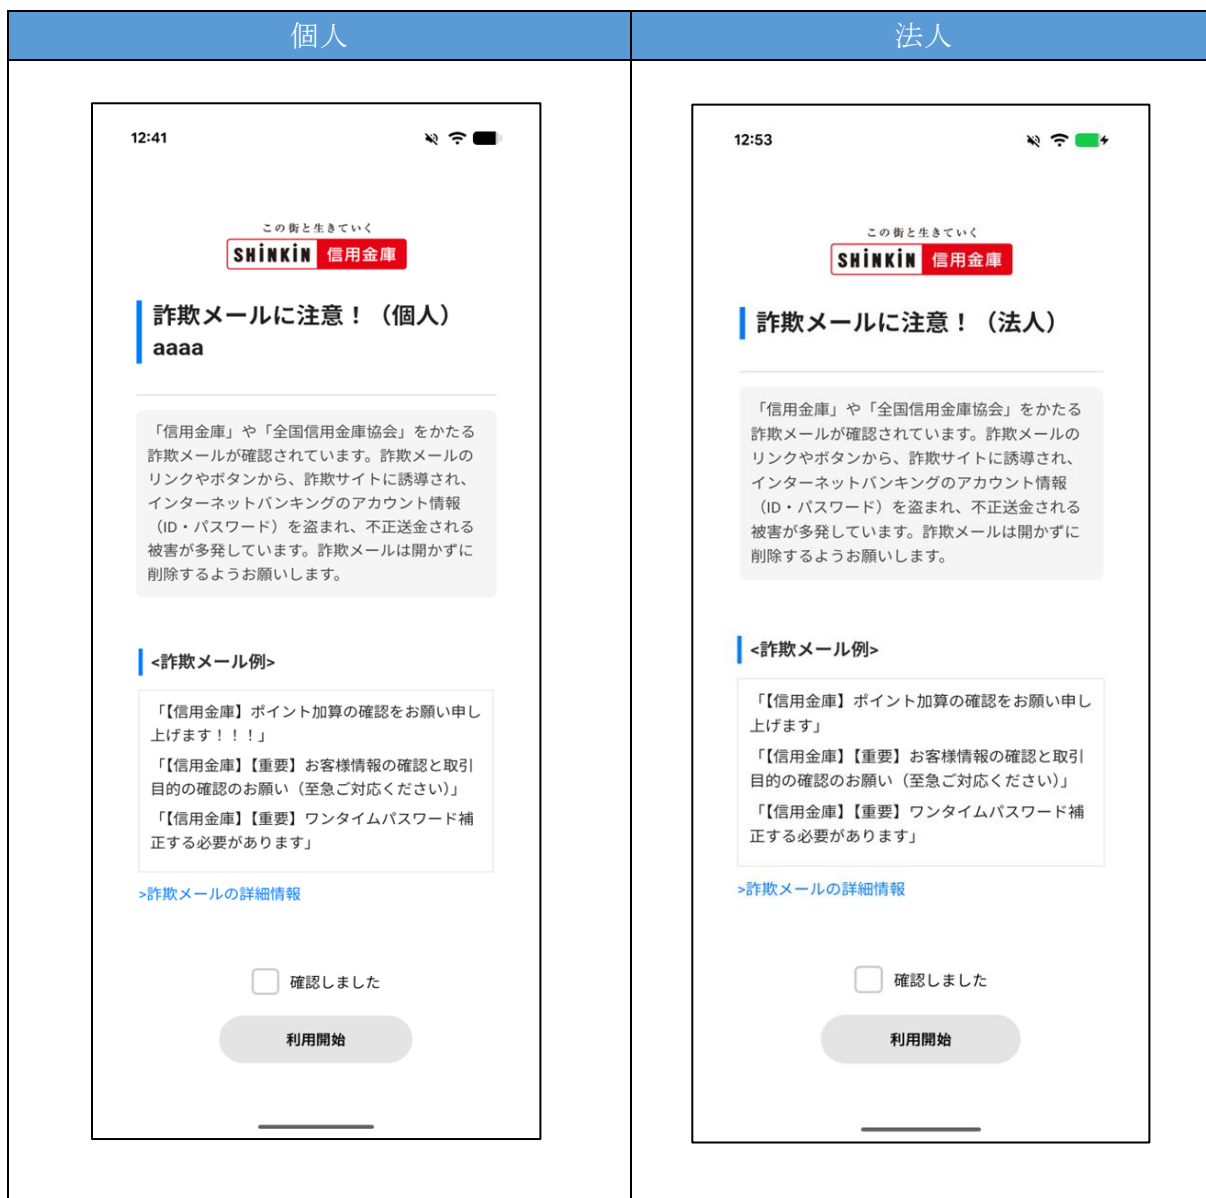 個人
12:41
この街と生きていく
SHINKIN 信用金庫
詐欺メールに注意！（個人）
aaaa
「信用金庫」や「全国信用金庫協会」をかたる
詐欺メールが確認されています。詐欺メールの
リンクやボタンから、詐欺サイトに誘導され、
インターネットバンキングのアカウント情報
（ID・パスワード）を盗まれ、不正送金される
被害が多発しています。詐欺メールは開かずに
削除するようお願いします。
<詐欺メール例>
「【信用金庫】ポイント加算の確認をお願い申し
上げます！！！」
「【信用金庫】【重要】お客様情報の確認と取引
目的の確認のお願い（至急ご対応ください）」
「【信用金庫】【重要】ワンタイムパスワード補
正する必要があります」
>詐欺メールの詳細情報
確認しました
利用開始
法人
12:53
この街と生きていく
SHINKIN 信用金庫
詐欺メールに注意！（法人）
「信用金庫」や「全国信用金庫協会」をかたる
詐欺メールが確認されています。詐欺メールの
リンクやボタンから、詐欺サイトに誘導され、
インターネットバンキングのアカウント情報
（ID・パスワード）を盗まれ、不正送金される
被害が多発しています。詐欺メールは開かずに
削除するようお願いします。
<詐欺メール例>
「【信用金庫】ポイント加算の確認をお願い申し
上げます」
「【信用金庫】【重要】お客様情報の確認と取引
目的の確認のお願い（至急ご対応ください）」
「【信用金庫】【重要】ワンタイムパスワード補
正する必要があります」
>詐欺メールの詳細情報
確認しました
利用開始